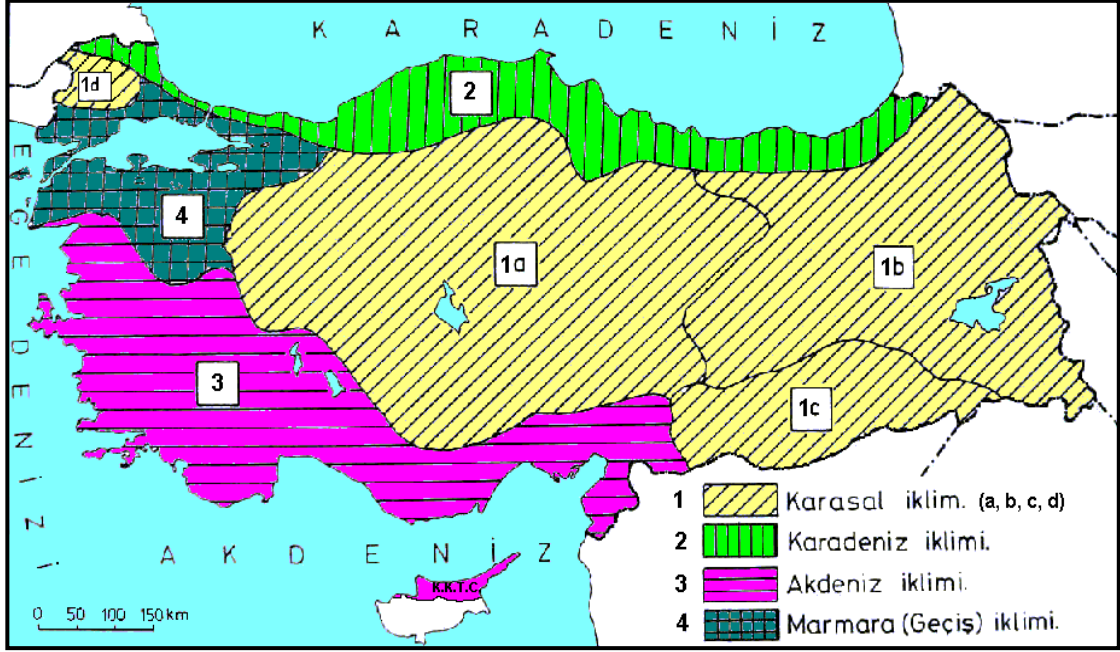 KARADENİZ
1d
2
EGE DENİZİ
4
1a
1b
3
1c
1 Karasal iklim. (a, b, c, d)
2 Karadeniz iklimi.
AKDENİZ
3 Akdeniz iklimi.
K.K.T.C.
0 50 100 150 km
4 Marmara (Geçiş) iklimi.